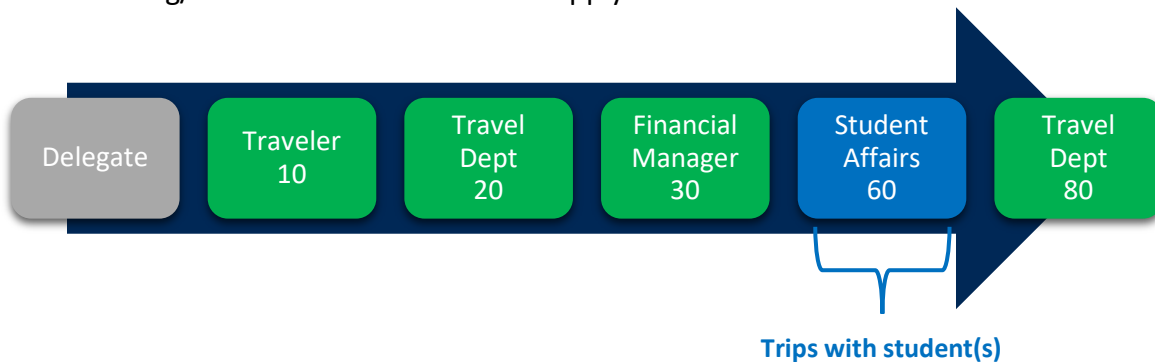 Delegate
Traveler
10
Travel
Dept
20
Financial
Manager
30
Student
Affairs
60
Travel
Dept
80
Trips with student(s)